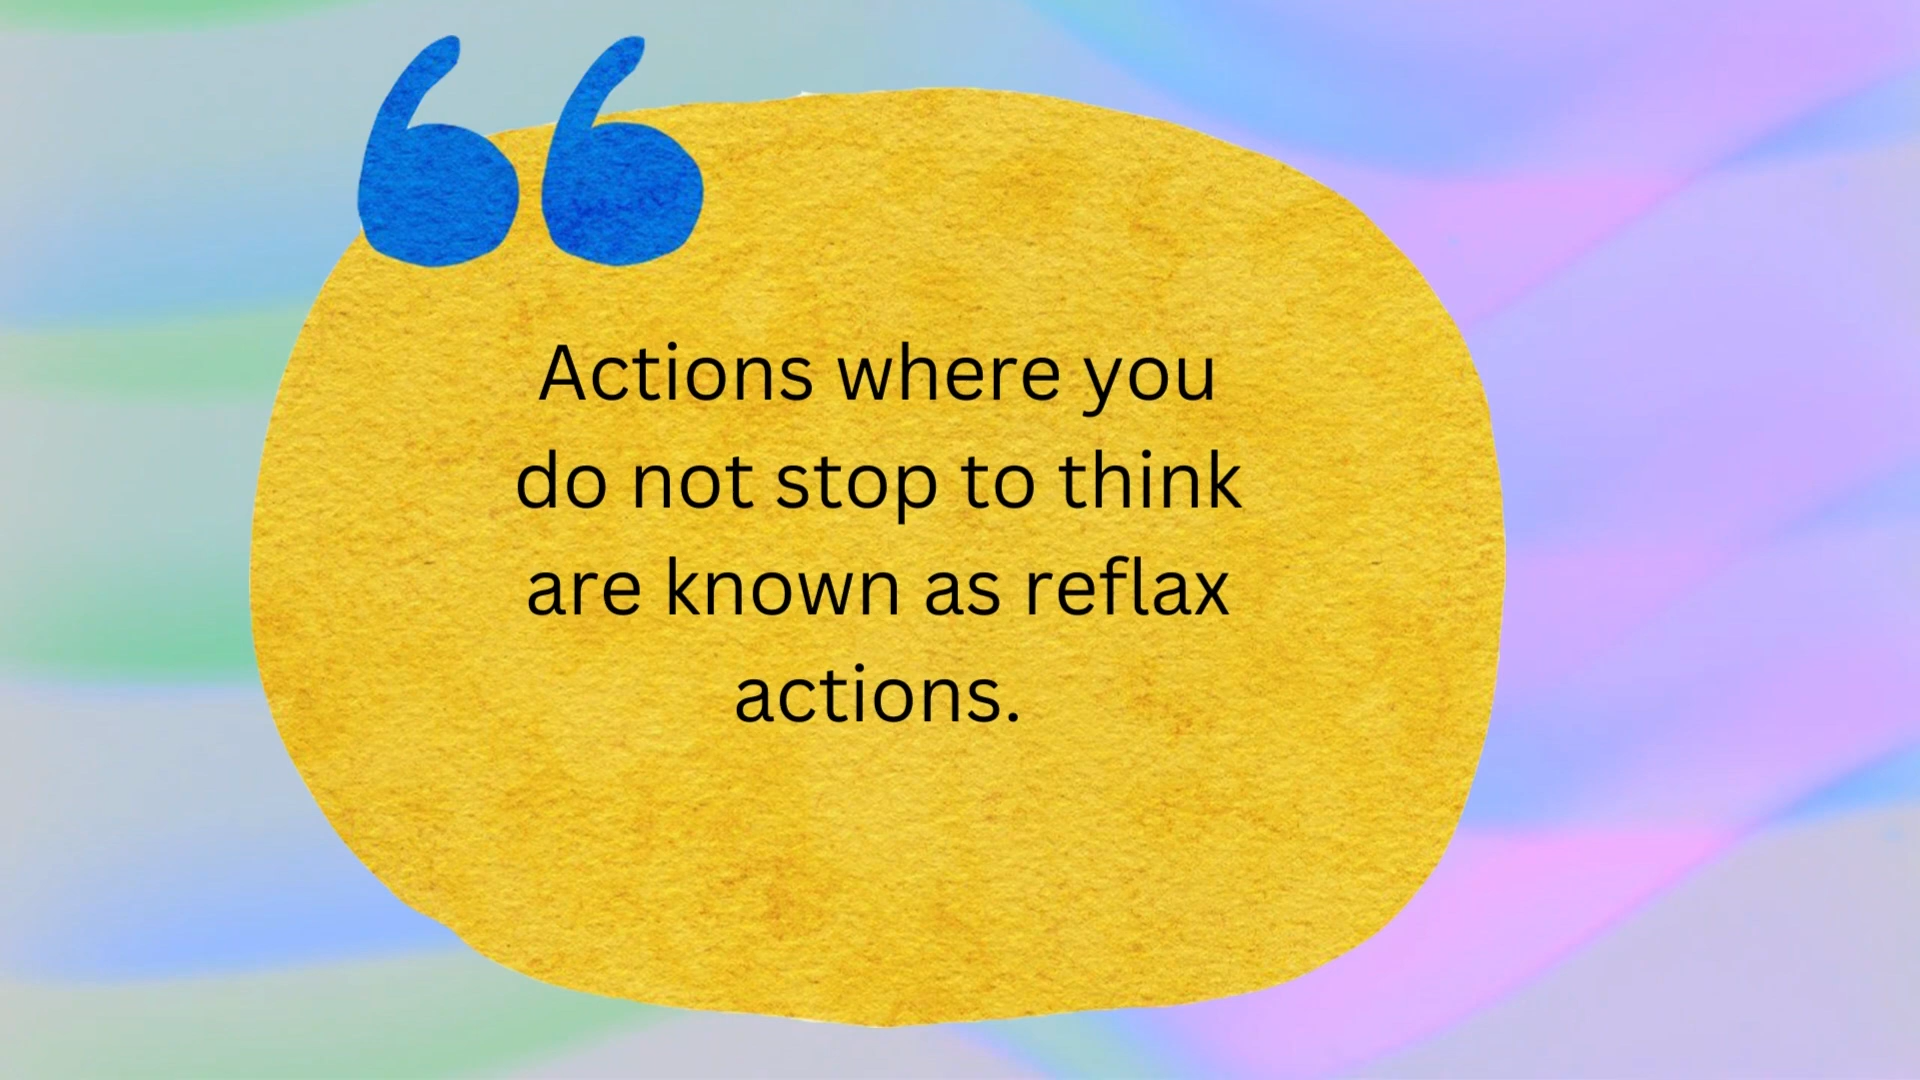 Actions where you
do not stop to think
are known as reflax
actions.